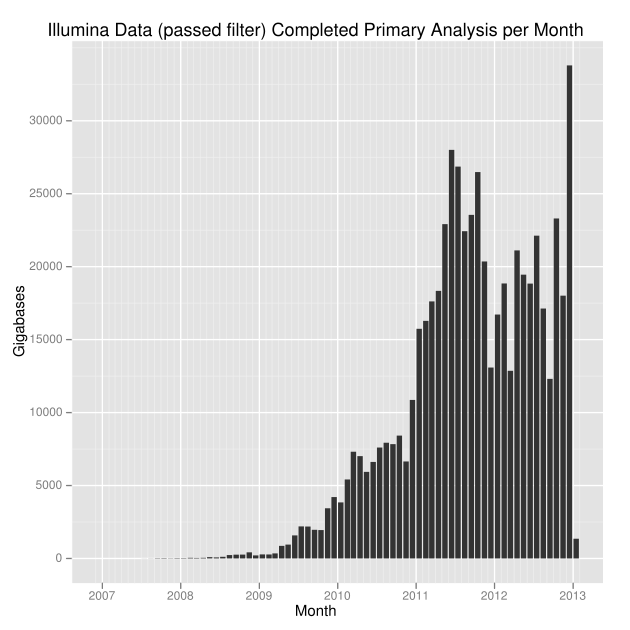 Illumina Data (passed filter) Completed Primary Analysis per Month
30000
25000
20000
15000
10000
5000
0
Gigabases
2007 2008 2009 2010 2011 2012 2013
Month